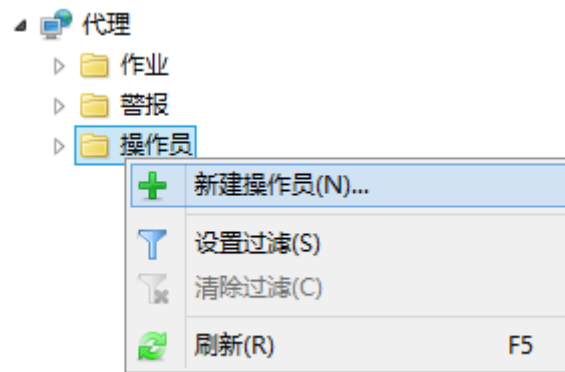 代理
作业
警报
操作员
新建操作员(N)...
设置过滤(S)
清除过滤(C)
刷新(R) F5